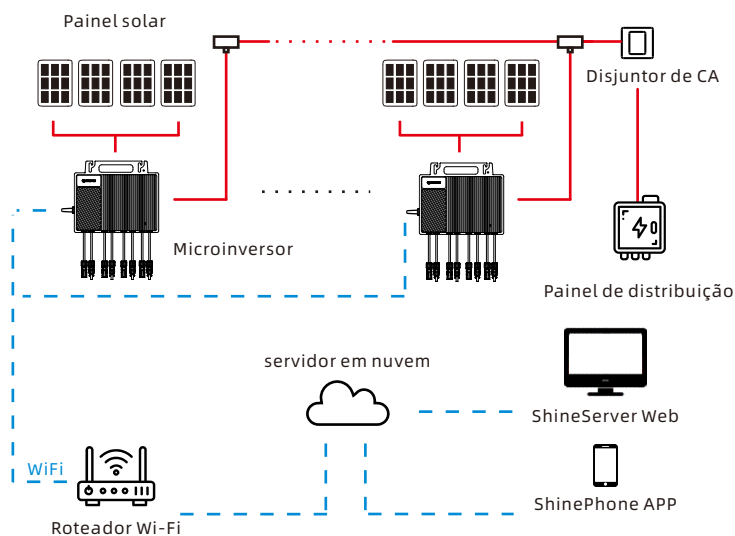 Painel solar
Disjuntor de CA
Microinversor
Painel de distribuição
servidor em nuvem
ShineServer Web
WiFi
ShinePhone APP
Roteador Wi-Fi